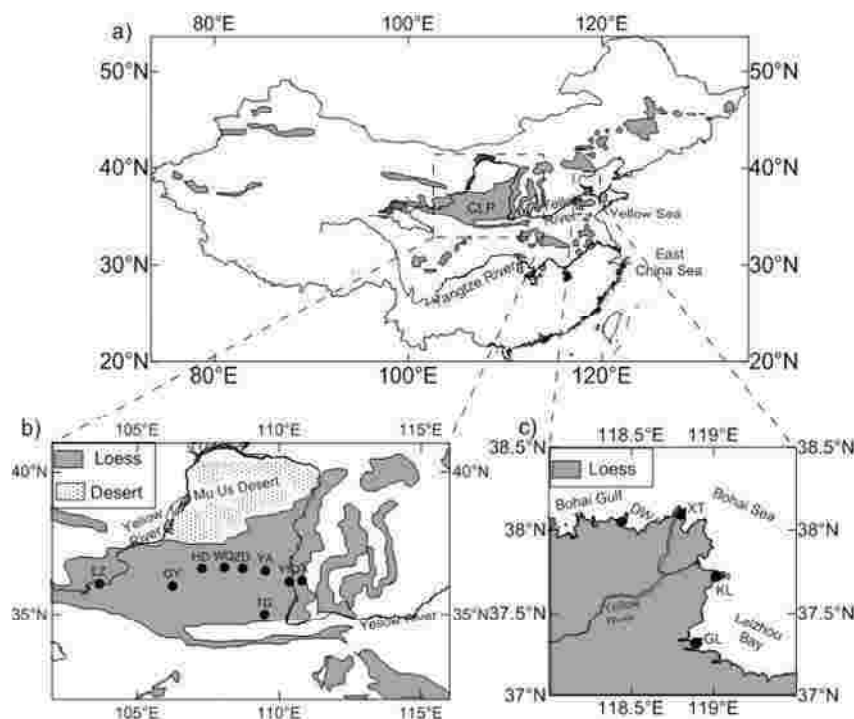 a)
80°E 100°E 120°E
50°N 50°N
40°N 40°N
CLP
Yellow
River
Yellow Sea
30°N 30°N
Yangtze River
East
China Sea
20°N 20°N
80°E 100°E 120°E
b)
105°E 110°E 115°E
Loess
Desert
40°N 40°N
Mu Us Desert
Yellow
River
HD WQ ZD YA
LZ GY
35°N 35°N
Yellow River
105°E 110°E 115°E
c)
118.5°E 119°E
38.5°N 38.5°N
Loess
Bohai Gulf DW XT Bohai Sea
38°N 38°N
KL
37.5°N 37.5°N
Yellow
River
Leizhou
Bay
GL
37°N 37°N
118.5°E 119°E